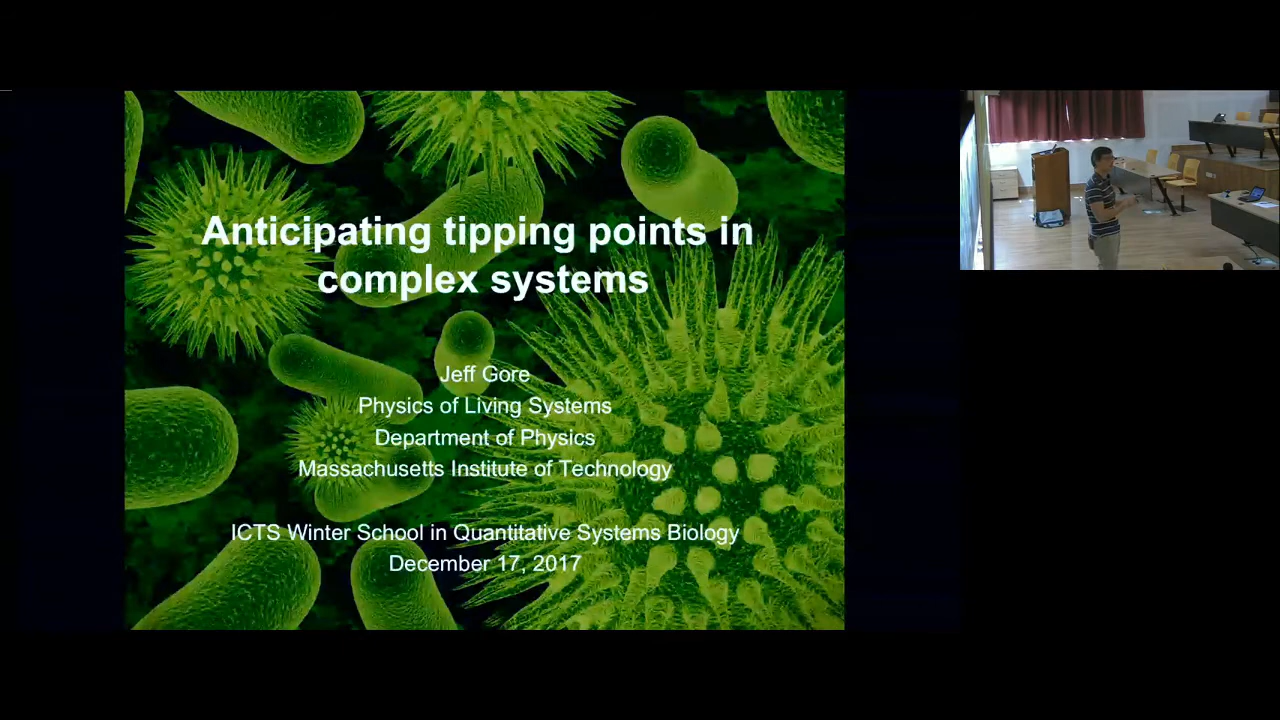 Anticipating tipping points in
complex systems
Jeff Gore
Physics of Living Systems
Department of Physics
Massachusetts Institute of Technology
ICTS Winter School in Quantitative Systems Biology
December 17, 2017